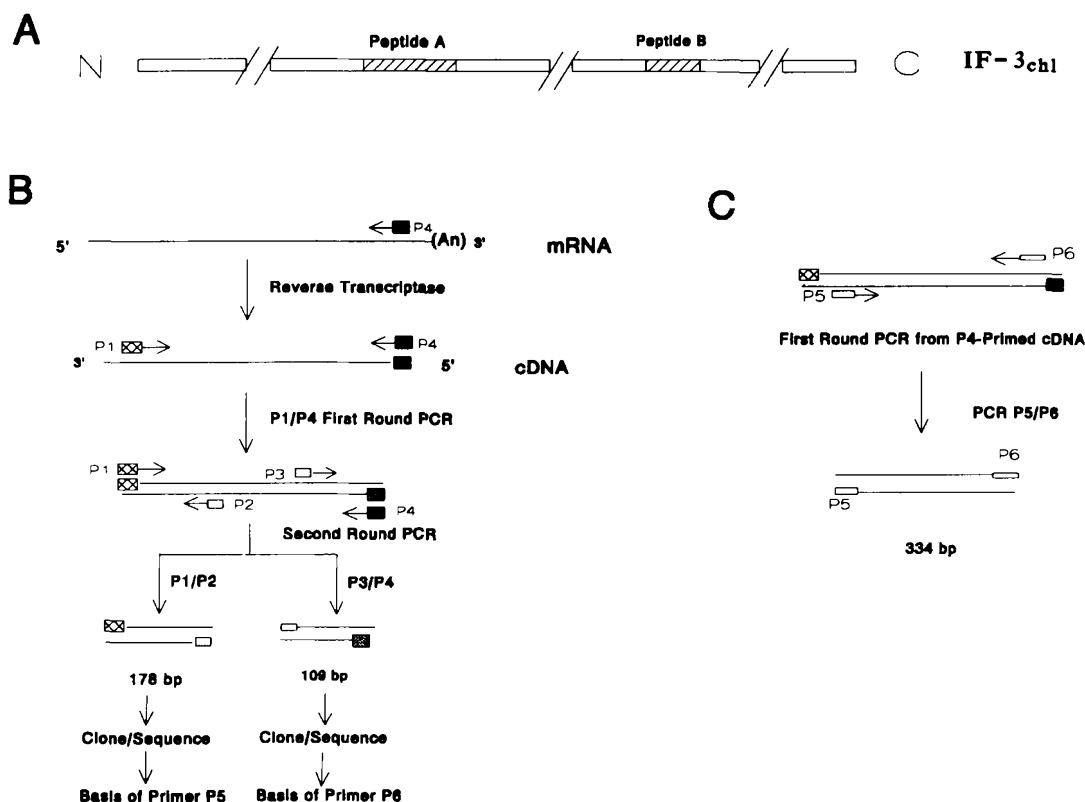 A
Peptide A
Peptide B
N
C
IF-3chl
B
P4
5'
(An) 3'
mRNA
Reverse Transcriptase
P1
P4
3'
5'
cDNA
P1/P4 First Round PCR
P1
P3
P2
P4
Second Round PCR
P1/P2
P3/P4
178 bp
109 bp
Clone/Sequence
Clone/Sequence
Basis of Primer P5
Basis of Primer P6
C
P6
P5
First Round PCR from P4-Primed cDNA
PCR P5/P6
P6
P5
334 bp